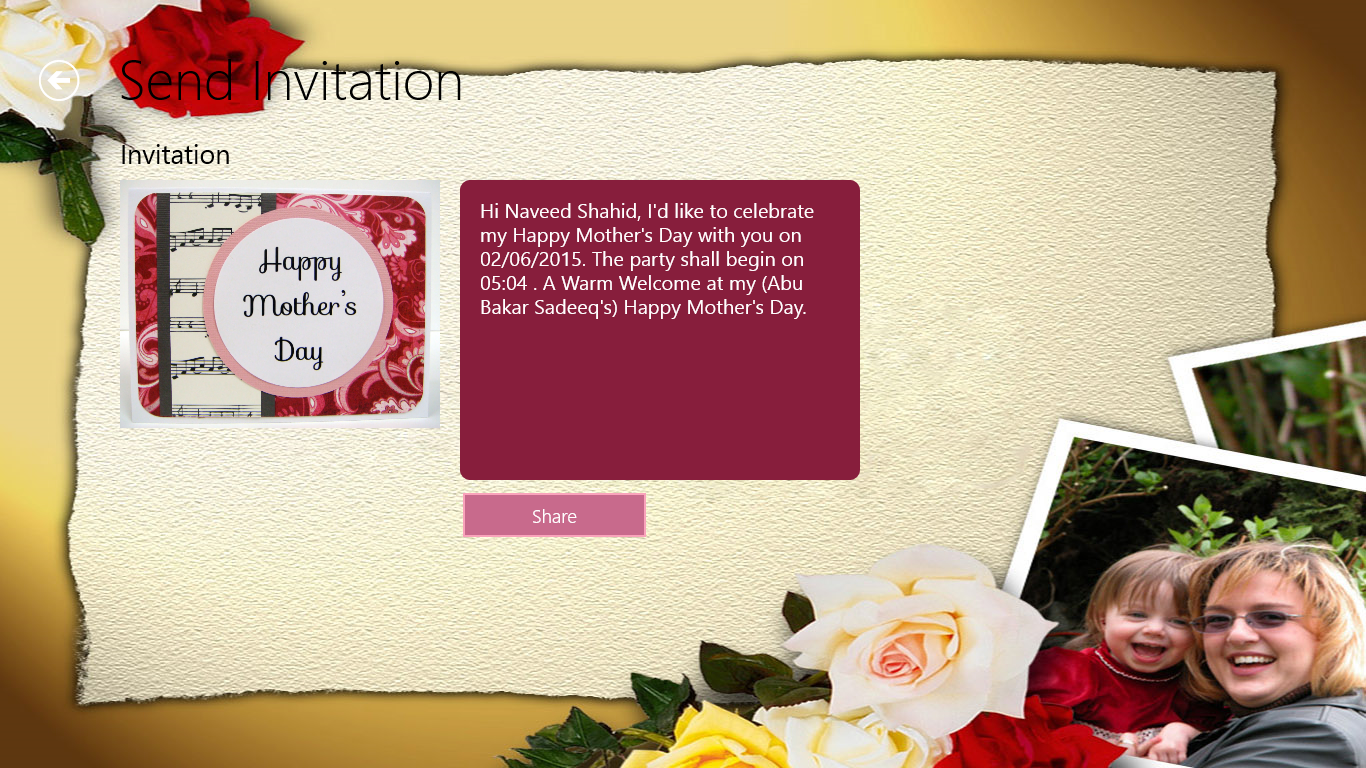 Send Invitation
Invitation
Happy
Mother's
Day
Hi Naveed Shahid, I'd like to celebrate
my Happy Mother's Day with you on
02/06/2015. The party shall begin on
05:04 . A Warm Welcome at my (Abu
Bakar Sadeeq's) Happy Mother's Day.
Share